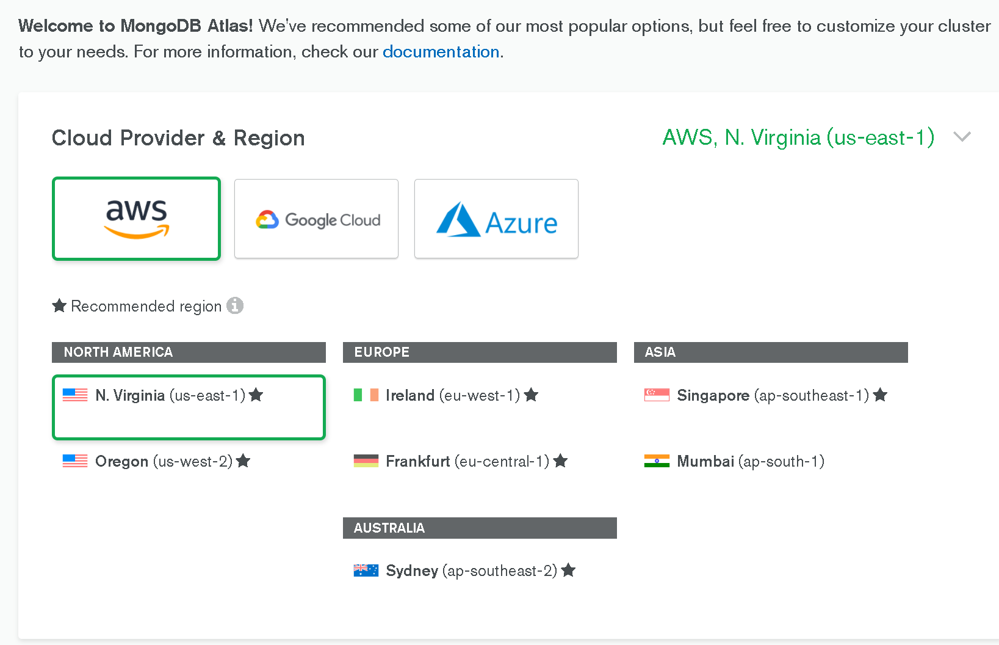 Welcome to MongoDB Atlas! We've recommended some of our most popular options, but feel free to customize your cluster
to your needs. For more information, check our documentation.
Cloud Provider & Region
AWS, N. Virginia (us-east-1)
aws
Google Cloud
Azure
★ Recommended region
NORTH AMERICA
N. Virginia (us-east-1) ★
Oregon (us-west-2) ★
EUROPE
Ireland (eu-west-1) ★
Frankfurt (eu-central-1) ★
ASIA
Singapore (ap-southeast-1) ★
Mumbai (ap-south-1)
AUSTRALIA
Sydney (ap-southeast-2) ★